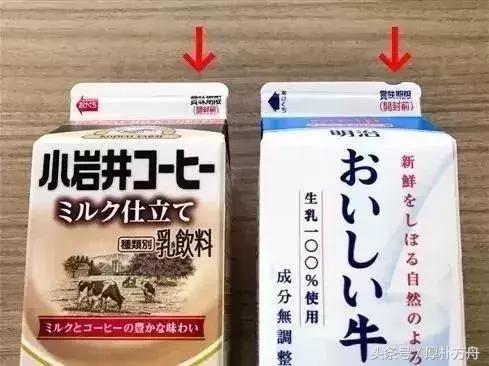 あけくち
賞味期限
(開封前)
小岩井コーヒー
ミルク仕立て
種類別 乳飲料
ミルクとコーヒーの豊かな味わい
あけくち
賞味期限
(開封前)
明治
おいしい牛
新鮮をしぼる自然のよろ
生乳一〇〇%使用
成分無調整
头条号/厚朴方舟